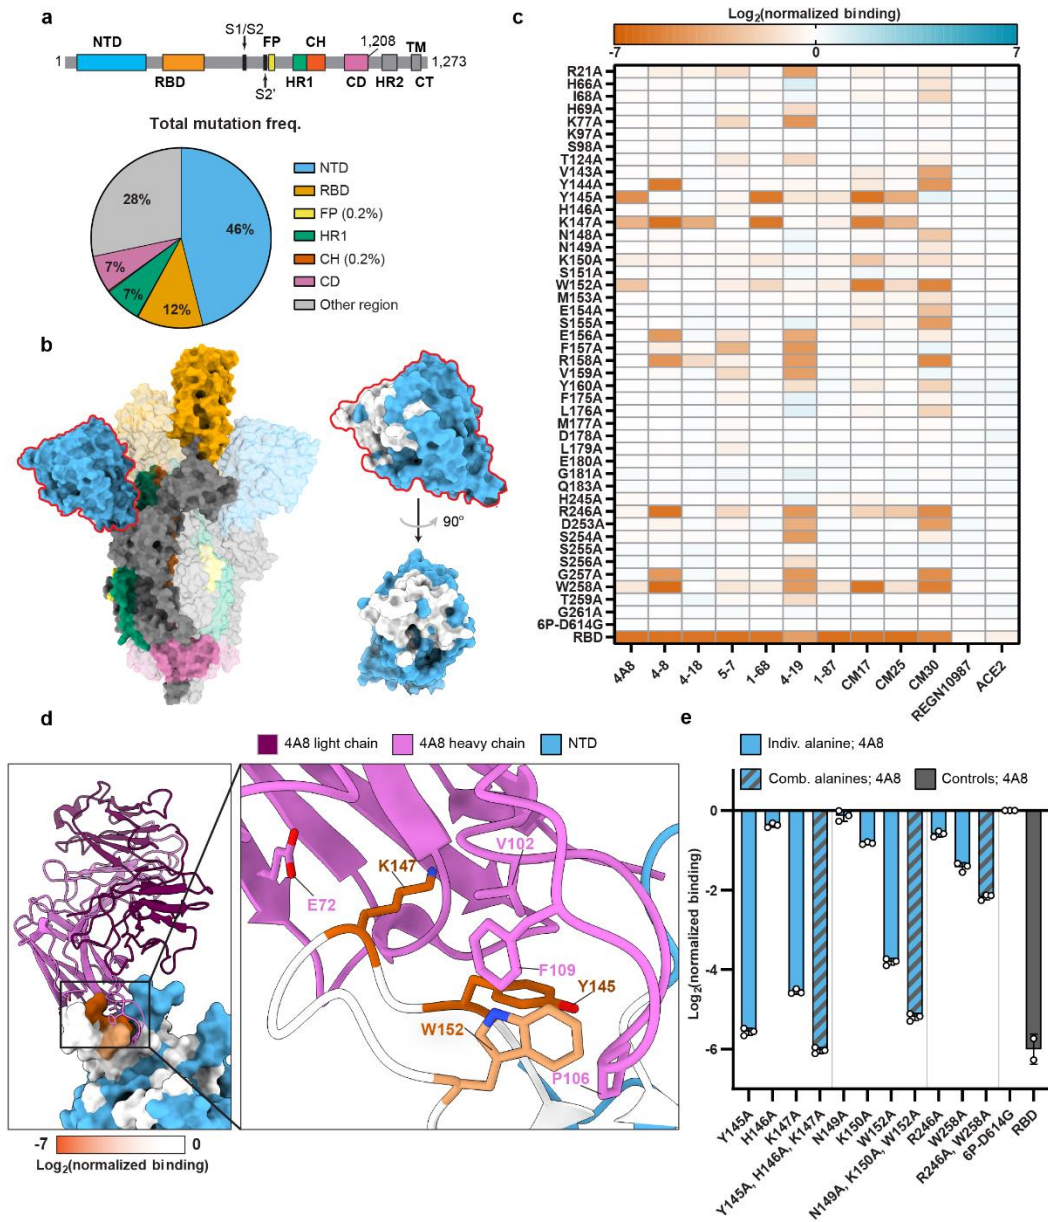 a
S1/S2
NTD
FP
CH
1,208
TM
1
1,273
RBD
S2'
HR1
CD
HR2
CT
Total mutation freq.
28%
46%
7%
7%
12%
NTD
RBD
FP (0.2%)
HR1
CH (0.2%)
CD
Other region
b
90°
c
Log2(normalized binding)
-7
0
7
R21A
H66A
I68A
H69A
K77A
K97A
S98A
T124A
V143A
Y144A
Y145A
H146A
K147A
N148A
N149A
K150A
S151A
W152A
M153A
E154A
S155A
E156A
F157A
R158A
V159A
Y160A
F175A
L176A
M177A
D178A
L179A
E180A
G181A
Q183A
H245A
R246A
D253A
S254A
S255A
S256A
G257A
W258A
T259A
G261A
6P-D614G
RBD
4A8
4-8
4-18
5-7
1-68
4-19
1-87
CM17
CM25
CM30
REGN10987
ACE2
d
4A8 light chain
4A8 heavy chain
NTD
K147
V102
E72
F109
Y145
W152
P106
-7
0
Log2(normalized binding)
e
Indiv. alanine; 4A8
Comb. alanines; 4A8
Controls; 4A8
Log2(normalized binding)
0
-2
-4
-6
Y145A
H146A
K147A
Y145A, H146A, K147A
N149A
K150A
W152A
N149A, K150A, W152A
R246A
W258A
R246A, W258A
6P-D614G
RBD